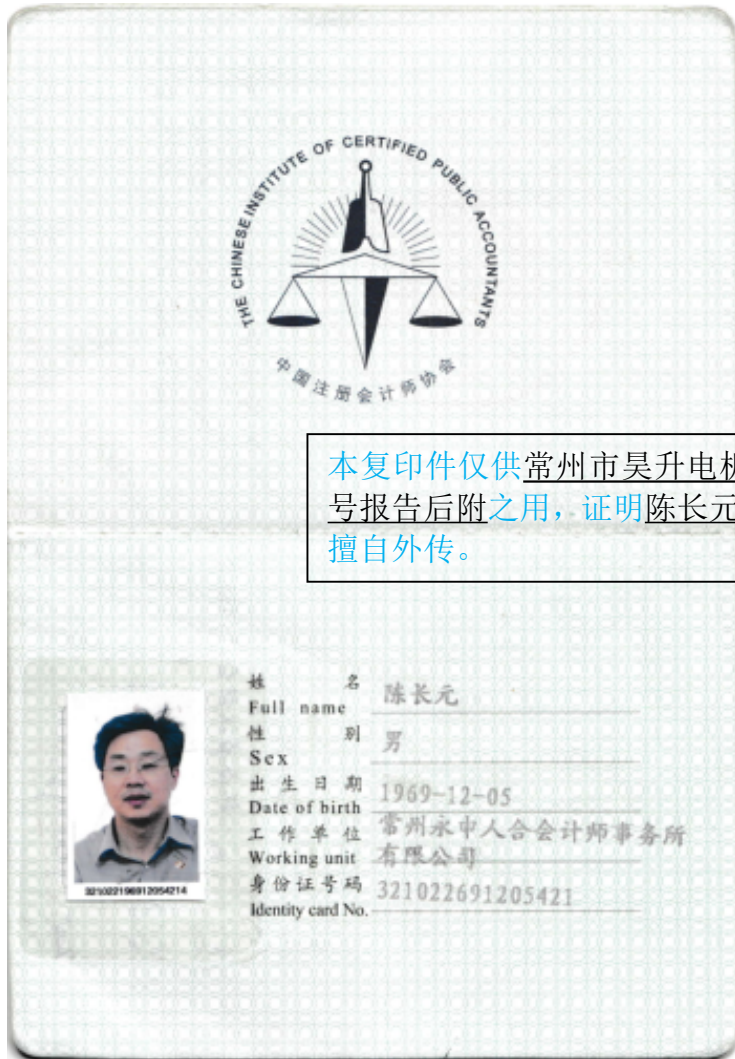 THE CHINESE INSTITUTE OF CERTIFIED PUBLIC ACCOUNTANTS
中国注册会计师协会
本复印件仅供常州市昊升电机
号报告后附之用，证明陈长元
擅自外传。
姓 名 陈长元
Full name
性 别 男
Sex
出 生 日 期 1969-12-05
Date of birth
工 作 单 位 常州永申人合会计师事务所
Working unit 有限公司
身 份 证 号 码 321022691205421
Identity card No.
321022196912054214